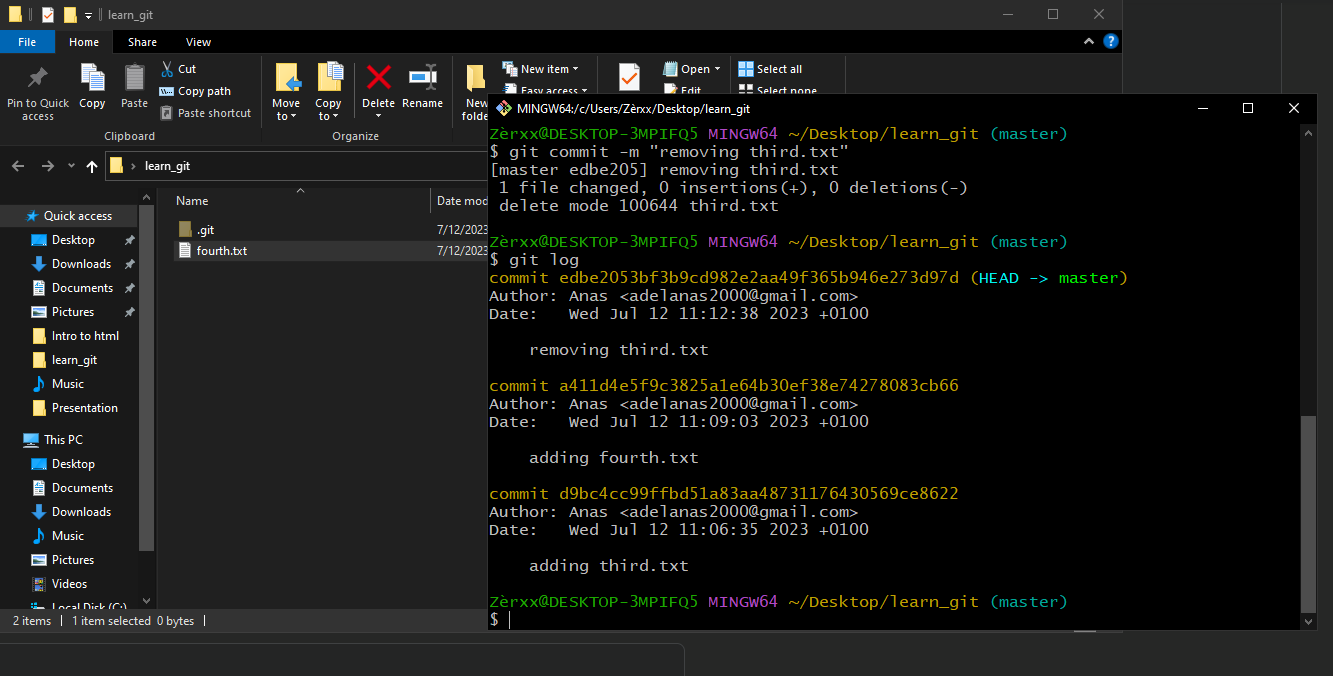 learn_git
File Home Share View
Pin to Quick access
Copy
Paste
Cut
Copy path
Paste shortcut
Clipboard
Move to
Copy to
Delete
Rename
Organize
New folde
New item
Easy access
Open
Edit
Select all
Select none
learn_git
Quick access
Desktop
Downloads
Documents
Pictures
Intro to html
learn_git
Music
Presentation
This PC
Desktop
Documents
Downloads
Music
Pictures
Videos
Local Disk (C:)
Name Date mod
.git 7/12/2023
fourth.txt 7/12/2023
2 items 1 item selected 0 bytes
MINGW64:/c/Users/Zèrxx/Desktop/learn_git
Zèrxx@DESKTOP-3MPIFQ5 MINGW64 ~/Desktop/learn_git (master)
$ git commit -m "removing third.txt"
[master edbe205] removing third.txt
1 file changed, 0 insertions(+), 0 deletions(-)
delete mode 100644 third.txt
Zèrxx@DESKTOP-3MPIFQ5 MINGW64 ~/Desktop/learn_git (master)
$ git log
commit edbe2053bf3b9cd982e2aa49f365b946e273d97d (HEAD -> master)
Author: Anas <adelanas2000@gmail.com>
Date: Wed Jul 12 11:12:38 2023 +0100
removing third.txt
commit a411d4e5f9c3825a1e64b30ef38e74278083cb66
Author: Anas <adelanas2000@gmail.com>
Date: Wed Jul 12 11:09:03 2023 +0100
adding fourth.txt
commit d9bc4cc99ffbd51a83aa48731176430569ce8622
Author: Anas <adelanas2000@gmail.com>
Date: Wed Jul 12 11:06:35 2023 +0100
adding third.txt
Zèrxx@DESKTOP-3MPIFQ5 MINGW64 ~/Desktop/learn_git (master)
$